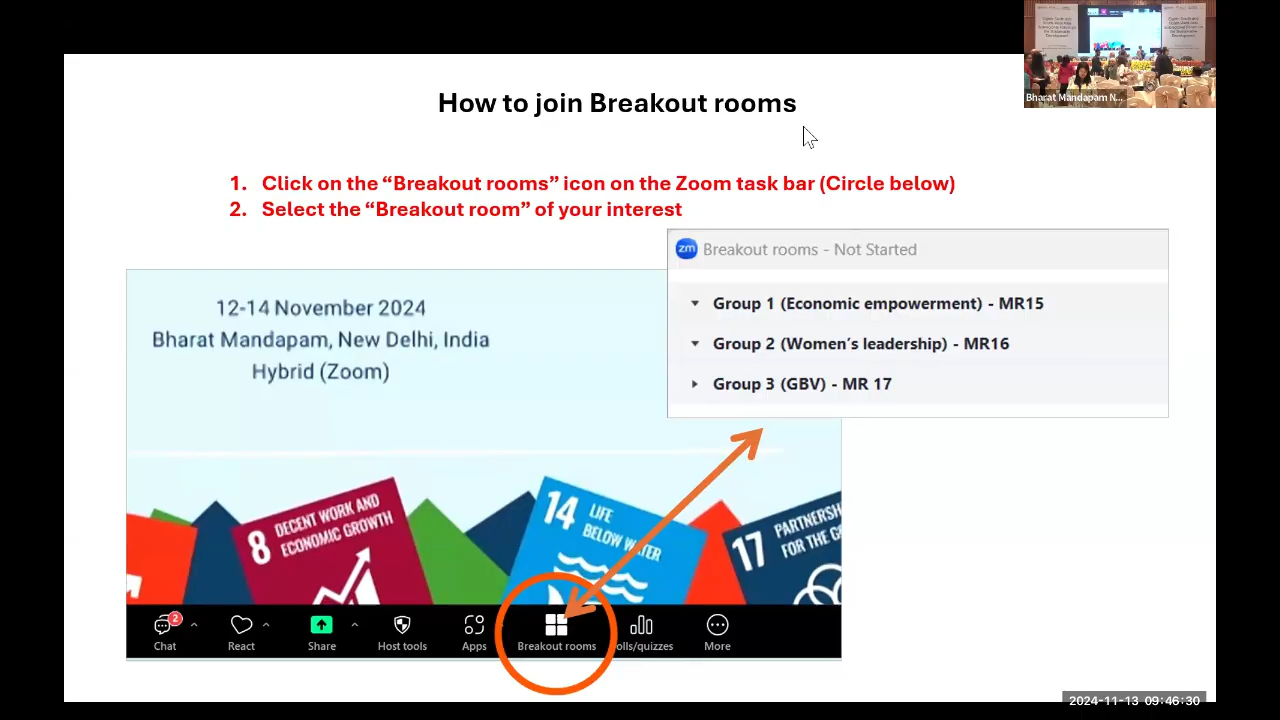 How to join Breakout rooms
1. Click on the “Breakout rooms” icon on the Zoom task bar (Circle below)
2. Select the “Breakout room” of your interest
zm Breakout rooms - Not Started
Group 1 (Economic empowerment) - MR15
Group 2 (Women’s leadership) - MR16
Group 3 (GBV) - MR 17
12-14 November 2024
Bharat Mandapam, New Delhi, India
Hybrid (Zoom)
8 DECENT WORK AND
ECONOMIC GROWTH
14 LIFE
BELOW WATER
17 PARTNERSH
FOR THE G
2
Chat
React
Share
Host tools
Apps
Breakout rooms
olls/quizzes
More
Bharat Mandapam N...
2024-11-13 09:46:30